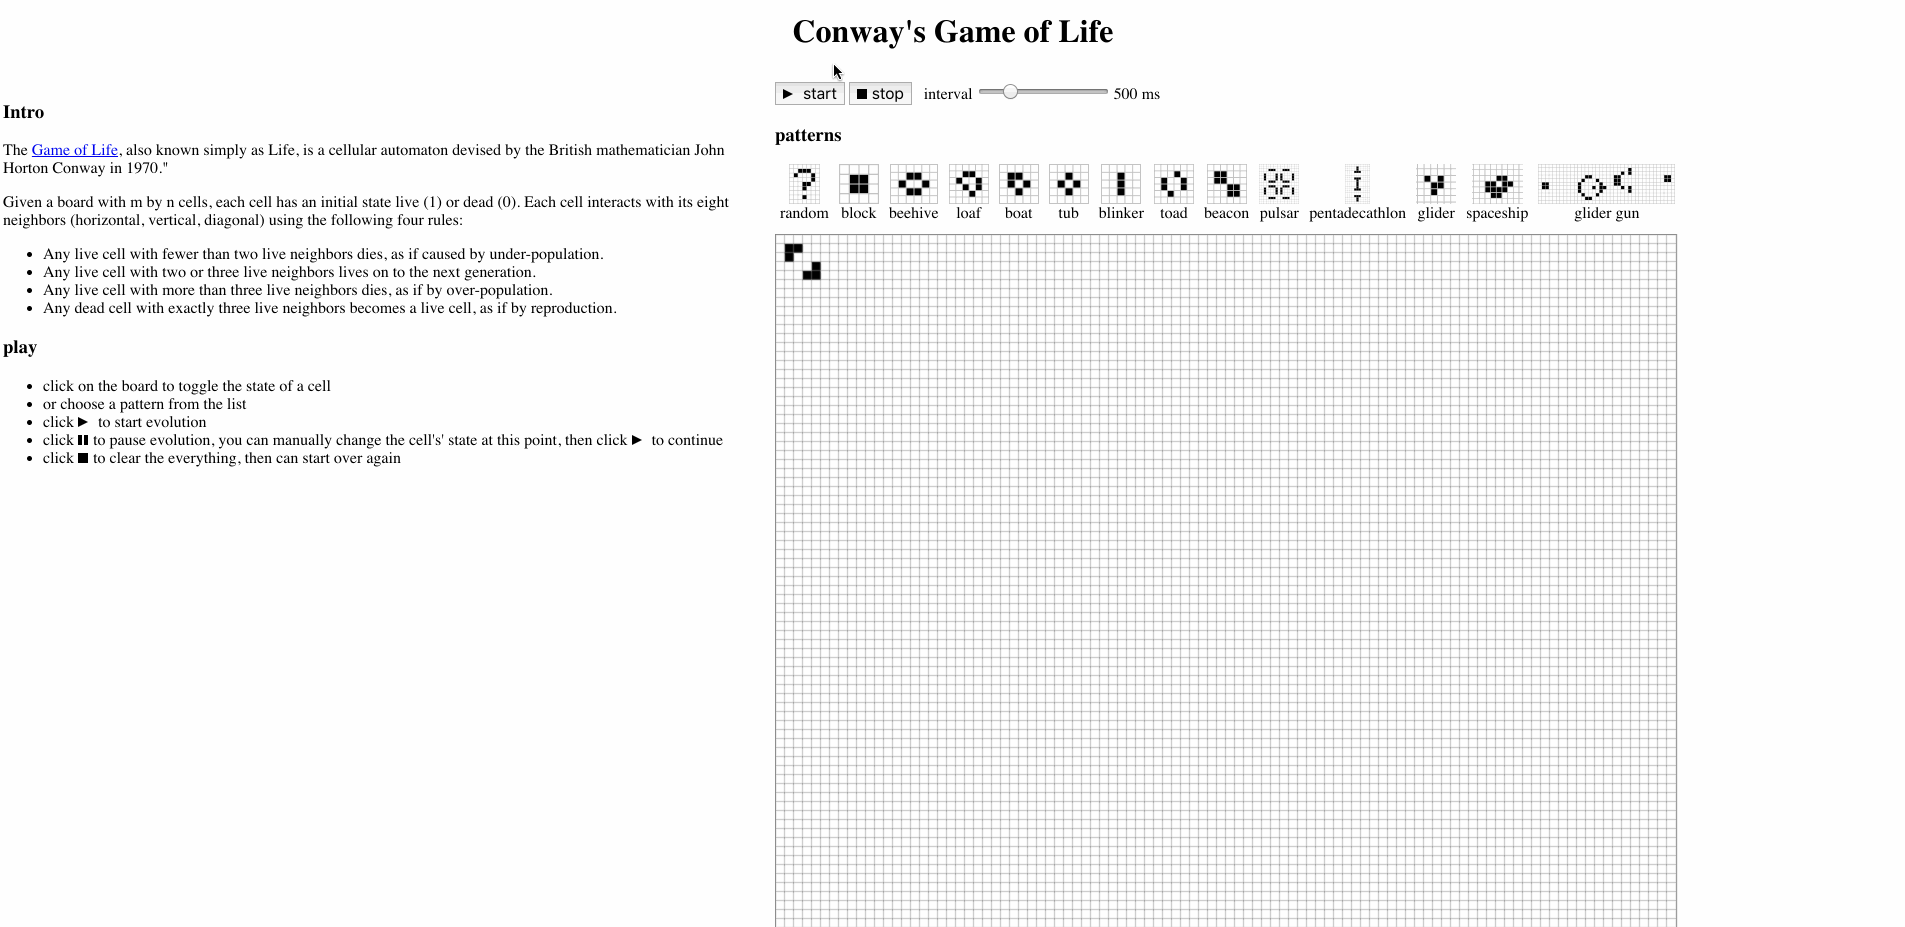 Conway's Game of Life
start stop interval 500 ms
Intro
The Game of Life, also known simply as Life, is a cellular automaton devised by the British mathematician John
Horton Conway in 1970."
Given a board with m by n cells, each cell has an initial state live (1) or dead (0). Each cell interacts with its eight
neighbors (horizontal, vertical, diagonal) using the following four rules:
• Any live cell with fewer than two live neighbors dies, as if caused by under-population.
• Any live cell with two or three live neighbors lives on to the next generation.
• Any live cell with more than three live neighbors dies, as if by over-population.
• Any dead cell with exactly three live neighbors becomes a live cell, as if by reproduction.
play
• click on the board to toggle the state of a cell
• or choose a pattern from the list
• click ▶ to start evolution
• click ⏸ to pause evolution, you can manually change the cell's' state at this point, then click ▶ to continue
• click ■ to clear the everything, then can start over again
patterns
random block beehive loaf boat tub blinker toad beacon pulsar pentadecathlon glider spaceship glider gun